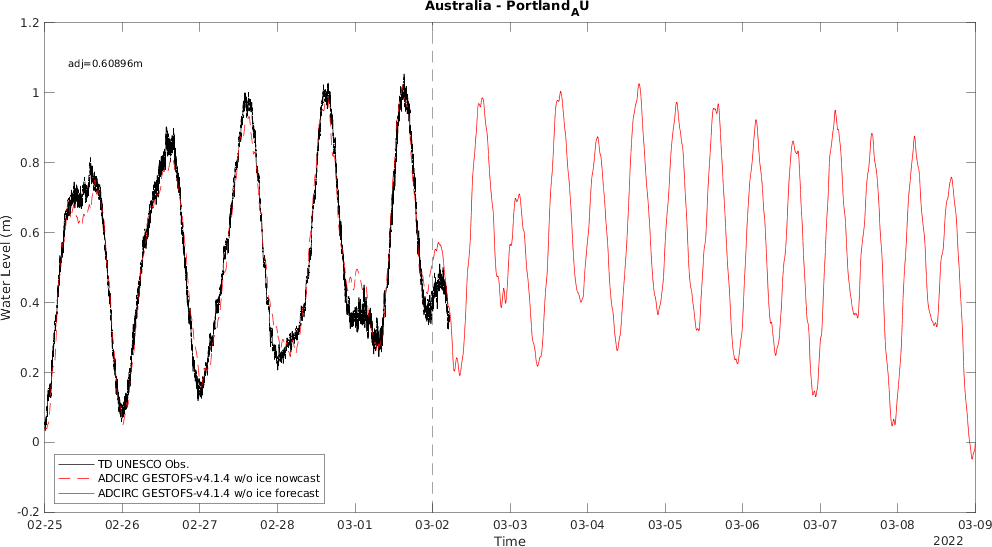 Australia - Portland_AU
adj=0.60896m
Water Level (m)
1.2
1
0.8
0.6
0.4
0.2
0
-0.2
TD UNESCO Obs.
ADCIRC GESTOFS-v4.1.4 w/o ice nowcast
ADCIRC GESTOFS-v4.1.4 w/o ice forecast
02-25 02-26 02-27 02-28 03-01 03-02 03-03 03-04 03-05 03-06 03-07 03-08 03-09
Time
2022